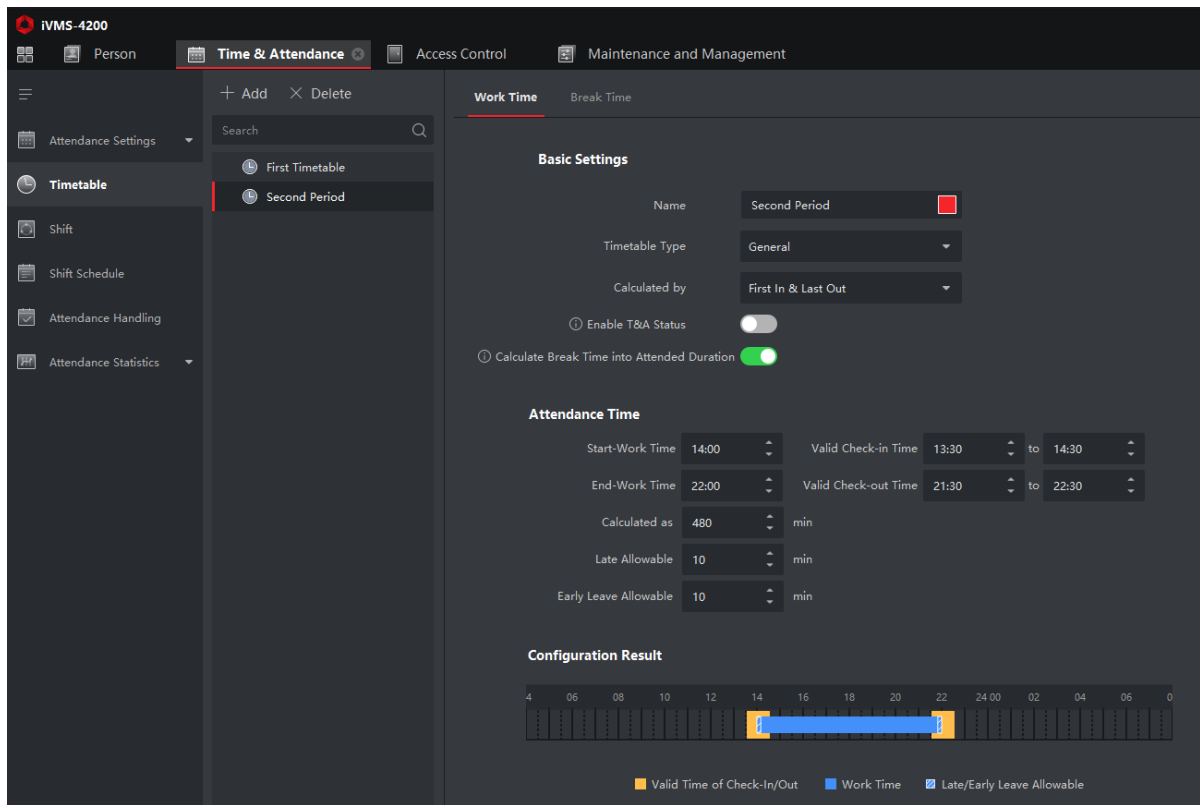 iVMS-4200
Person
Time & Attendance
Access Control
Maintenance and Management
Attendance Settings
Timetable
Shift
Shift Schedule
Attendance Handling
Attendance Statistics
Add
Delete
Search
First Timetable
Second Period
Work Time
Break Time
Basic Settings
Name Second Period
Timetable Type General
Calculated by First In & Last Out
Enable T&A Status
Calculate Break Time into Attended Duration
Attendance Time
Start-Work Time 14:00 Valid Check-in Time 13:30 to 14:30
End-Work Time 22:00 Valid Check-out Time 21:30 to 22:30
Calculated as 480 min
Late Allowable 10 min
Early Leave Allowable 10 min
Configuration Result
4 06 08 10 12 14 16 18 20 22 24 00 02 04 06 0
Valid Time of Check-In/Out Work Time Late/Early Leave Allowable